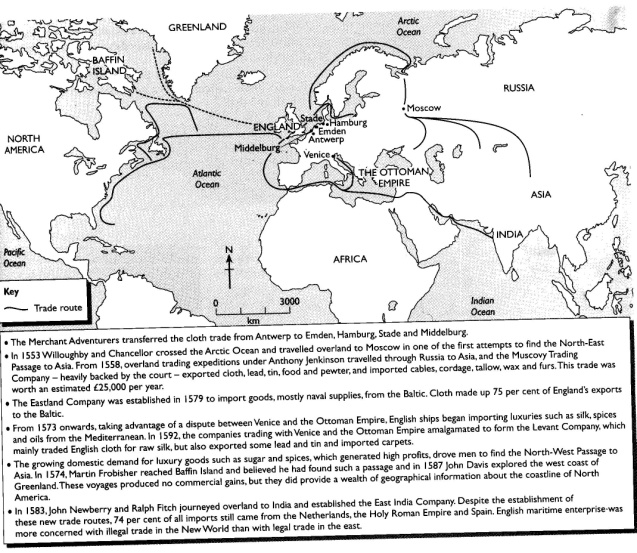 GREENLAND
Arctic
Ocean
BAFFIN
ISLAND
RUSSIA
Moscow
NORTH
AMERICA
ENGLAND
Stade
Hamburg
Emden
Antwerp
Middelburg
Venice
THE OTTOMAN
EMPIRE
Atlantic
Ocean
ASIA
INDIA
Pacific
Ocean
N
AFRICA
Key
Trade route
0 3000
km
Indian
Ocean
• The Merchant Adventurers transferred the cloth trade from Antwerp to Emden, Hamburg, Stade and Middelburg.
• In 1553 Willoughby and Chancellor crossed the Arctic Ocean and travelled overland to Moscow in one of the first attempts to find the North-East
Passage to Asia. From 1558, overland trading expeditions under Anthony Jenkinson travelled through Russia to Asia, and the Muscovy Trading
Company – heavily backed by the court – exported cloth, lead, tin, food and pewter, and imported cables, cordage, tallow, wax and furs. This trade was
worth an estimated £25,000 per year.
• The Eastland Company was established in 1579 to import goods, mostly naval supplies, from the Baltic. Cloth made up 75 per cent of England's exports
to the Baltic.
• From 1573 onwards, taking advantage of a dispute between Venice and the Ottoman Empire, English ships began importing luxuries such as silk, spices
and oils from the Mediterranean. In 1592, the companies trading with Venice and the Ottoman Empire amalgamated to form the Levant Company, which
mainly traded English cloth for raw silk, but also exported some lead and tin and imported carpets.
• The growing domestic demand for luxury goods such as sugar and spices, which generated high profits, drove men to find the North-West Passage to
Asia. In 1574, Martin Frobisher reached Baffin Island and believed he had found such a passage and in 1587 John Davis explored the west coast of
Greenland. These voyages produced no commercial gains, but they did provide a wealth of geographical information about the coastline of North
America.
• In 1583, John Newberry and Ralph Fitch journeyed overland to India and established the East India Company. Despite the establishment of
these new trade routes, 74 per cent of all imports still came from the Netherlands, the Holy Roman Empire and Spain. English maritime enterprise was
more concerned with illegal trade in the New World than with legal trade in the east.